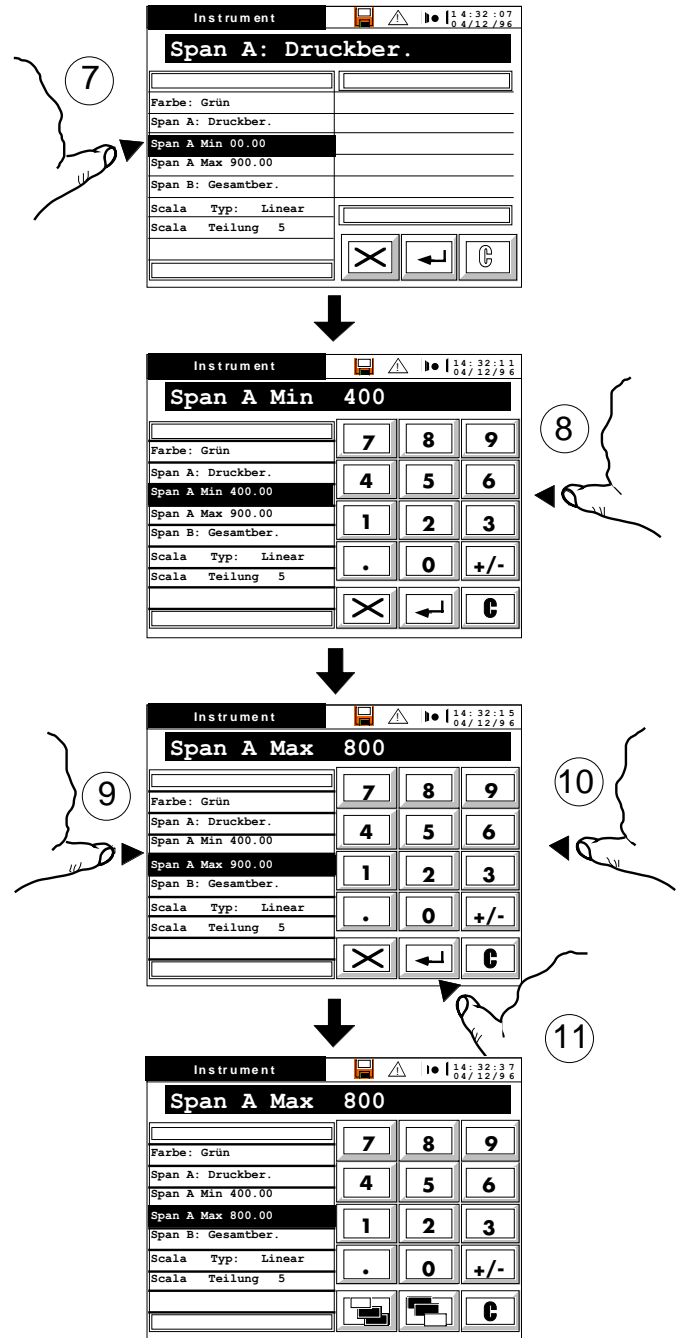 Instrument 14:32:07
04/12/96
Span A: Druckber.
7
Farbe: Grün
Span A: Druckber.
Span A Min 00.00
Span A Max 900.00
Span B: Gesamtber.
Scala Typ: Linear
Scala Teilung 5
C
Instrument 14:32:11
04/12/96
Span A Min 400
8
Farbe: Grün
Span A: Druckber.
Span A Min 400.00
Span A Max 900.00
Span B: Gesamtber.
Scala Typ: Linear
Scala Teilung 5
7 8 9
4 5 6
1 2 3
. 0 +/-
C
Instrument 14:32:15
04/12/96
Span A Max 800
9
10
Farbe: Grün
Span A: Druckber.
Span A Min 400.00
Span A Max 900.00
Span B: Gesamtber.
Scala Typ: Linear
Scala Teilung 5
7 8 9
4 5 6
1 2 3
. 0 +/-
C
11
Instrument 14:32:37
04/12/96
Span A Max 800
Farbe: Grün
Span A: Druckber.
Span A Min 400.00
Span A Max 800.00
Span B: Gesamtber.
Scala Typ: Linear
Scala Teilung 5
7 8 9
4 5 6
1 2 3
. 0 +/-
C